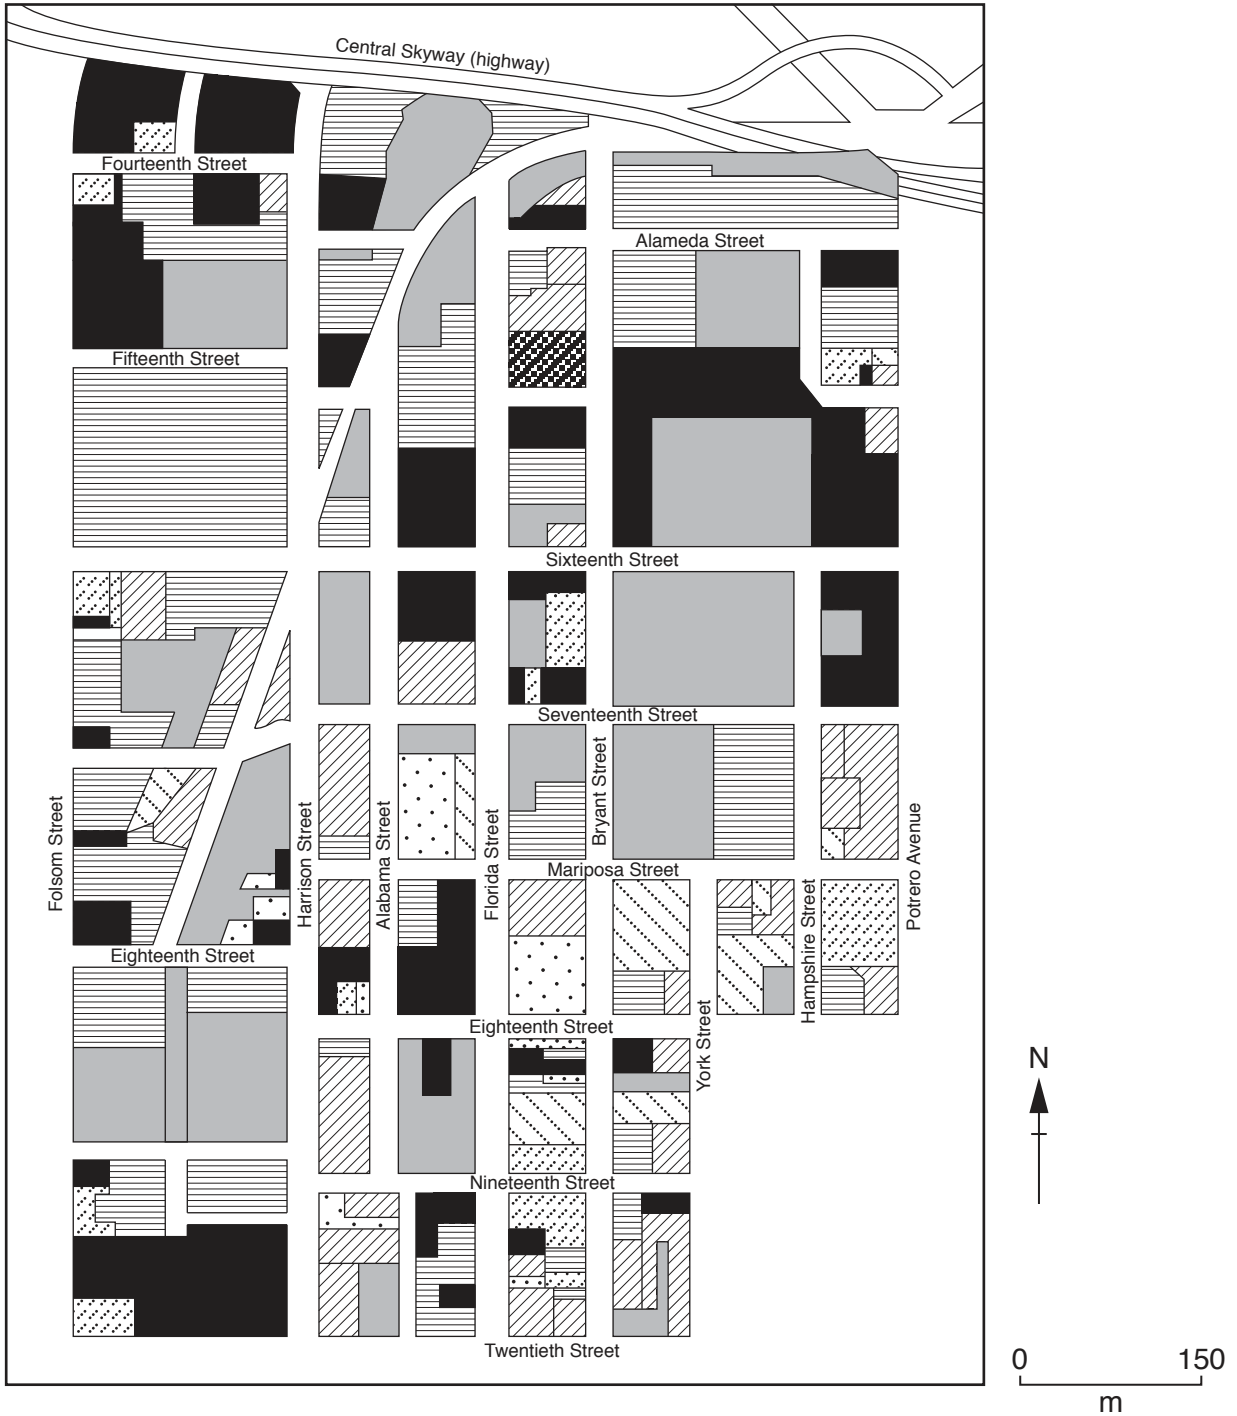 Central Skyway (highway)
Fourteenth Street
Alameda Street
Fifteenth Street
Sixteenth Street
Seventeenth Street
Bryant Street
Folsom Street
Harrison Street
Alabama Street
Florida Street
Potrero Avenue
Mariposa Street
Hampshire Street
Eighteenth Street
Eighteenth Street
York Street
N
Nineteenth Street
Twentieth Street
0 150
m